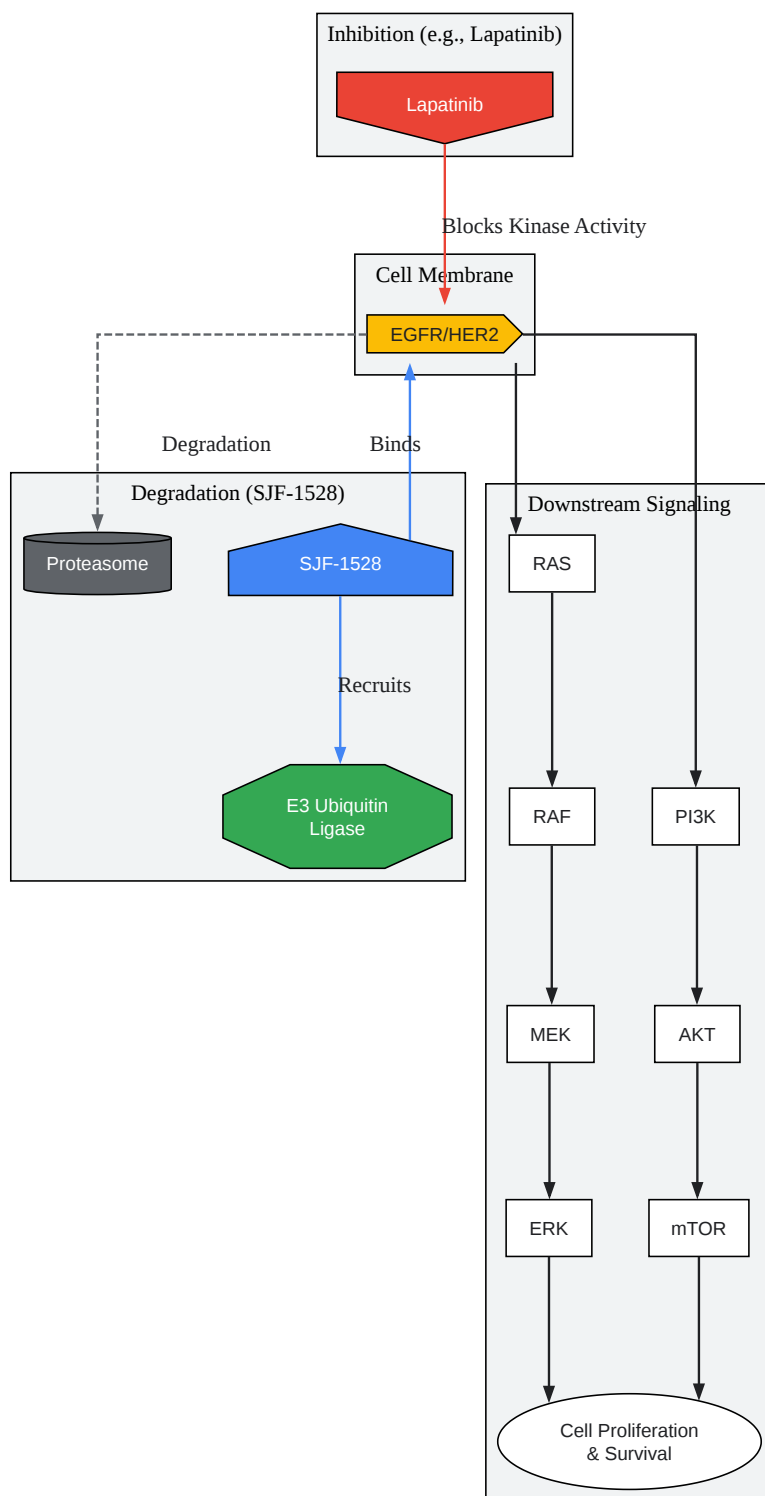 Inhibition (e.g., Lapatinib)
Lapatinib
Blocks Kinase Activity
Cell Membrane
EGFR/HER2
Degradation
Binds
Degradation (SJF-1528)
Downstream Signaling
Proteasome
SJF-1528
RAS
Recruits
E3 Ubiquitin
Ligase
RAF
PI3K
MEK
AKT
ERK
mTOR
Cell Proliferation
& Survival